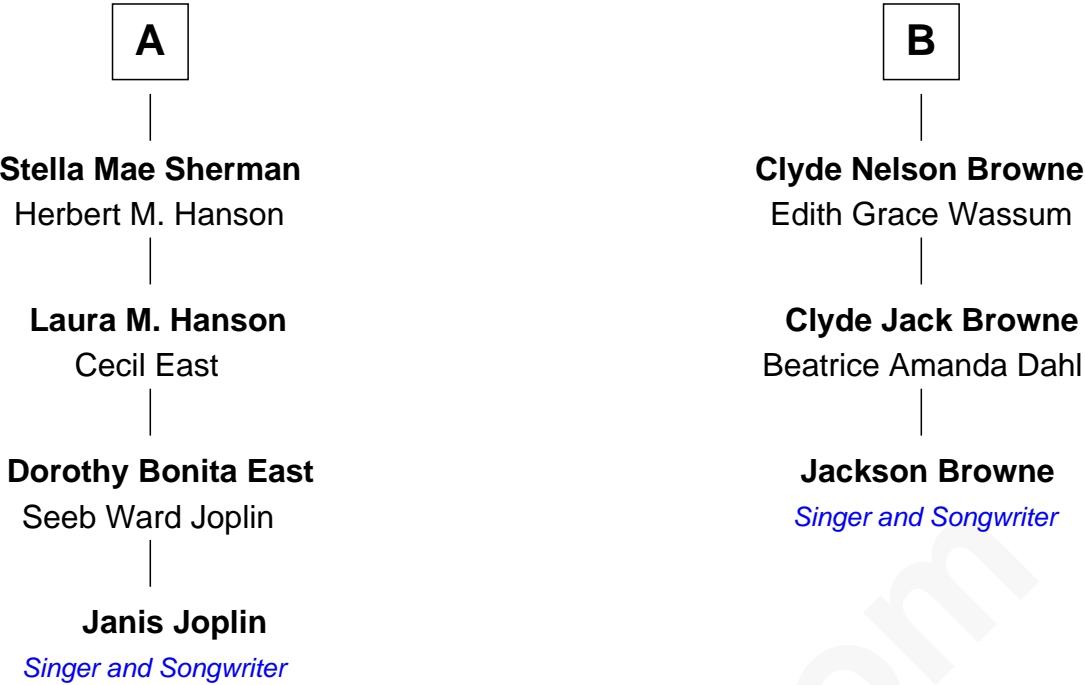 A
Stella Mae Sherman
Herbert M. Hanson
Laura M. Hanson
Cecil East
Dorothy Bonita East
Seeb Ward Joplin
Janis Joplin
Singer and Songwriter
B
Clyde Nelson Browne
Edith Grace Wassum
Clyde Jack Browne
Beatrice Amanda Dahl
Jackson Browne
Singer and Songwriter
om